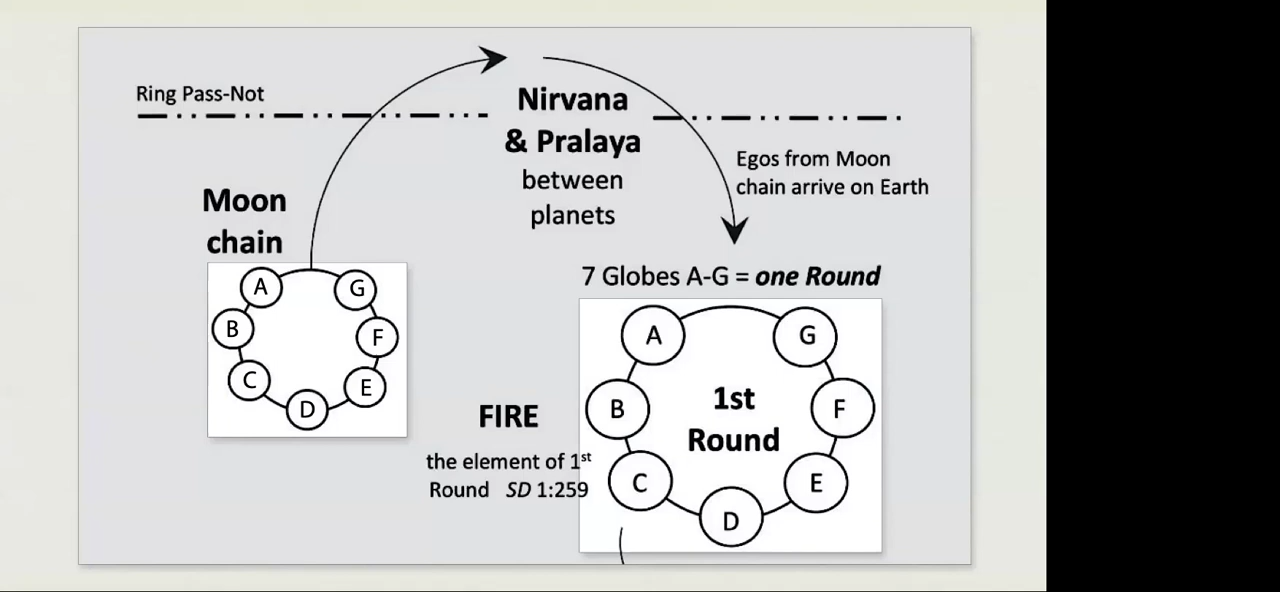 Ring Pass-Not
Nirvana
& Pralaya
between
planets
Egos from Moon
chain arrive on Earth
Moon
chain
A
G
B
F
C
E
D
7 Globes A-G = one Round
A
G
B
F
C
E
D
1st
Round
FIRE
the element of 1st
Round SD 1:259